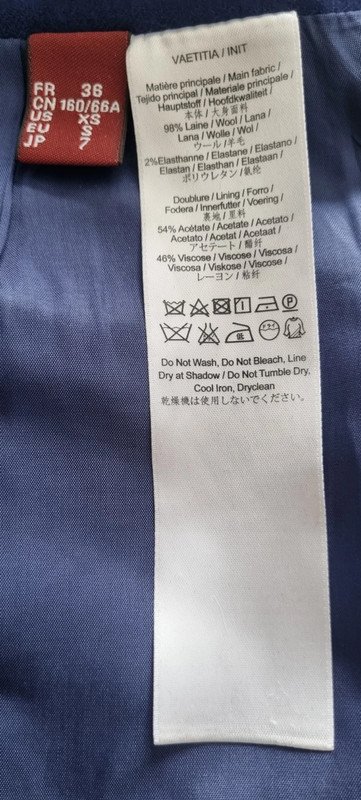 FR 36
CN 160/66A
US XS
EU S
JP 7
VAETITIA / INIT
Matière principale / Main fabric /
Tejido principal / Materiale principale /
Hauptstoff / Hoofdkwaliteit /
本体 / 大身面料
98% Laine / Wool / Lana /
Lana / Wolle / Wol /
ウール / 羊毛
2%Elasthanne / Elastane / Elastano /
Elastan / Elasthan / Elastaan /
ポリウレタン / 氨纶
Doublure / Lining / Forro /
Fodera / Innerfutter / Voering /
裏地 / 里料
54% Acétate / Acetate / Acetato /
Acetato / Acetat / Acetaat /
アセテート / 醋纤
46% Viscose / Viscose / Viscosa /
Viscosa / Viskose / Viscose /
レーヨン / 粘纤
P
ドライ
Do Not Wash, Do Not Bleach, Line
Dry at Shadow / Do Not Tumble Dry,
Cool Iron, Dryclean
乾燥機は使用しないでください。